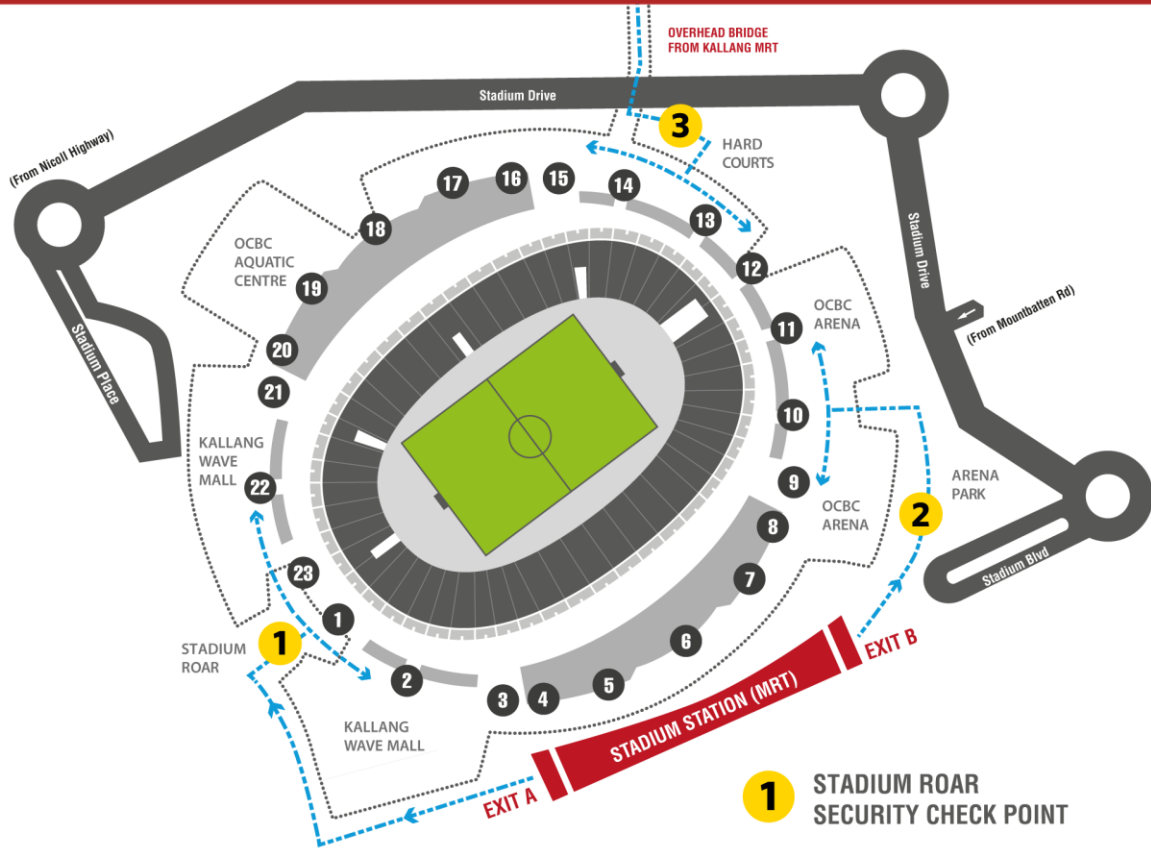 OVERHEAD BRIDGE
FROM KALLANG MRT
Stadium Drive
3
HARD
COURTS
(From Nicoll Highway)
17
16
15
14
13
18
12
OCBC
AQUATIC
CENTRE
19
OCBC
ARENA
11
Stadium Drive
(From Mountbatten Rd)
20
21
Stadium Place
10
KALLANG
WAVE
MALL
22
9
ARENA
PARK
OCBC
ARENA
2
8
Stadium Blvd
23
7
1
6
1
STADIUM
ROAR
2
5
3
4
EXIT B
STADIUM STATION (MRT)
KALLANG
WAVE MALL
EXIT A
1
STADIUM ROAR
SECURITY CHECK POINT